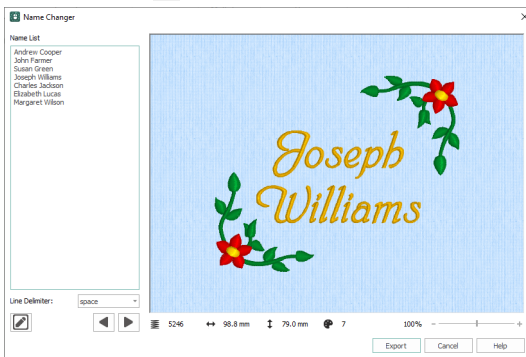 Name Changer
Name List
Andrew Cooper
John Farmer
Susan Green
Joseph Williams
Charles Jackson
Elizabeth Lucas
Margaret Wilson
Joseph
Williams
Line Delimiter: space
5246 98.8 mm 79.0 mm 7 100% - +
Export Cancel Help